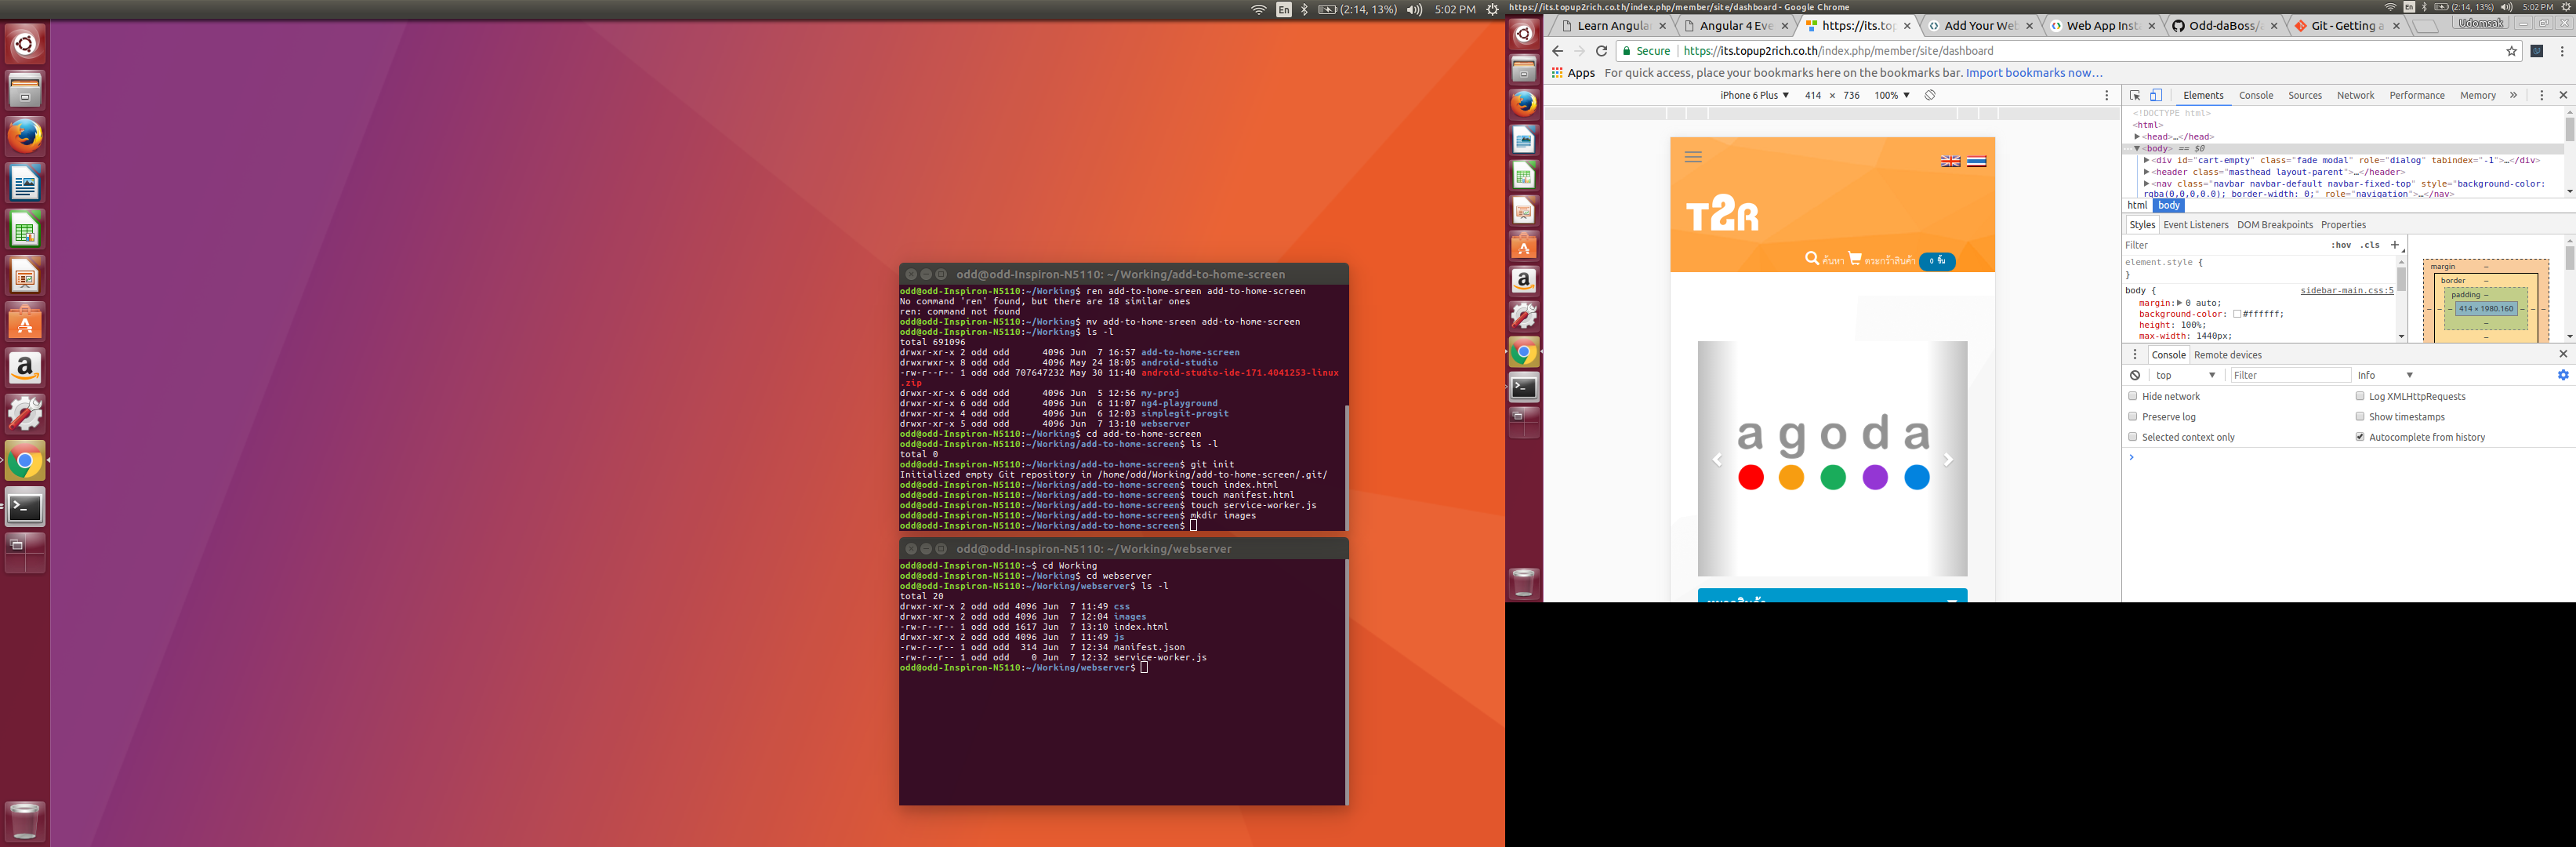 En (2:14, 13%) 5:02 PM
odd@odd-Inspiron-N5110: ~/Working/add-to-home-screen
odd@odd-Inspiron-N5110:~/Working$ ren add-to-home-sreen add-to-home-screen
No command 'ren' found, but there are 18 similar ones
ren: command not found
odd@odd-Inspiron-N5110:~/Working$ mv add-to-home-sreen add-to-home-screen
odd@odd-Inspiron-N5110:~/Working$ ls -l
total 691096
drwxr-xr-x 2 odd odd 4096 Jun 7 16:57 add-to-home-screen
drwxrwxr-x 8 odd odd 4096 May 24 18:05 android-studio
-rw-r--r-- 1 odd odd 707647232 May 30 11:40 android-studio-ide-171.4041253-linux
.zip
drwxr-xr-x 6 odd odd 4096 Jun 5 12:56 my-proj
drwxr-xr-x 6 odd odd 4096 Jun 6 11:07 ng4-playground
drwxr-xr-x 4 odd odd 4096 Jun 6 12:03 simplegit-progit
drwxr-xr-x 5 odd odd 4096 Jun 7 13:10 webserver
odd@odd-Inspiron-N5110:~/Working$ cd add-to-home-screen
odd@odd-Inspiron-N5110:~/Working/add-to-home-screen$ ls -l
total 0
odd@odd-Inspiron-N5110:~/Working/add-to-home-screen$ git init
Initialized empty Git repository in /home/odd/Working/add-to-home-screen/.git/
odd@odd-Inspiron-N5110:~/Working/add-to-home-screen$ touch index.html
odd@odd-Inspiron-N5110:~/Working/add-to-home-screen$ touch manifest.html
odd@odd-Inspiron-N5110:~/Working/add-to-home-screen$ touch service-worker.js
odd@odd-Inspiron-N5110:~/Working/add-to-home-screen$ mkdir images
odd@odd-Inspiron-N5110:~/Working/add-to-home-screen$
odd@odd-Inspiron-N5110: ~/Working/webserver
odd@odd-Inspiron-N5110:~$ cd Working
odd@odd-Inspiron-N5110:~/Working$ cd webserver
odd@odd-Inspiron-N5110:~/Working/webserver$ ls -l
total 20
drwxr-xr-x 2 odd odd 4096 Jun 7 11:49 css
drwxr-xr-x 2 odd odd 4096 Jun 7 12:04 images
-rw-r--r-- 1 odd odd 1617 Jun 7 13:10 index.html
drwxr-xr-x 2 odd odd 4096 Jun 7 11:49 js
-rw-r--r-- 1 odd odd 314 Jun 7 12:34 manifest.json
-rw-r--r-- 1 odd odd 0 Jun 7 12:32 service-worker.js
odd@odd-Inspiron-N5110:~/Working/webserver$
https://its.topup2rich.co.th/index.php/member/site/dashboard - Google Chrome En (2:14, 13%) 5:02 PM
Learn Angula Angular 4 Eve https://its.top Add Your Web Web App Inst Odd-daBoss/ Git - Getting a Udomsak
Secure https://its.topup2rich.co.th/index.php/member/site/dashboard
Apps For quick access, place your bookmarks here on the bookmarks bar. Import bookmarks now…
iPhone 6 Plus 414 × 736 100%
T2R
ค้นหา ตระกร้าสินค้า 0 ชิ้น
agoda
Elements Console Sources Network Performance Memory »
<!DOCTYPE html>
<html>
<head>…</head>
<body> == $0
<div id="cart-empty" class="fade modal" role="dialog" tabindex="-1">…</div>
<header class="masthead layout-parent">…</header>
<nav class="navbar navbar-default navbar-fixed-top" style="background-color:
rgba(0,0,0,0.0); border-width: 0;" role="navigation">…</nav>
html body
Styles Event Listeners DOM Breakpoints Properties
Filter :hov .cls +
element.style {
}
body { sidebar-main.css:5
margin: 0 auto;
background-color: #ffffff;
height: 100%;
max-width: 1440px;
margin –
border –
padding –
414 × 1980.160
Console Remote devices
top Filter Info
Hide network Log XMLHttpRequests
Preserve log Show timestamps
Selected context only Autocomplete from history